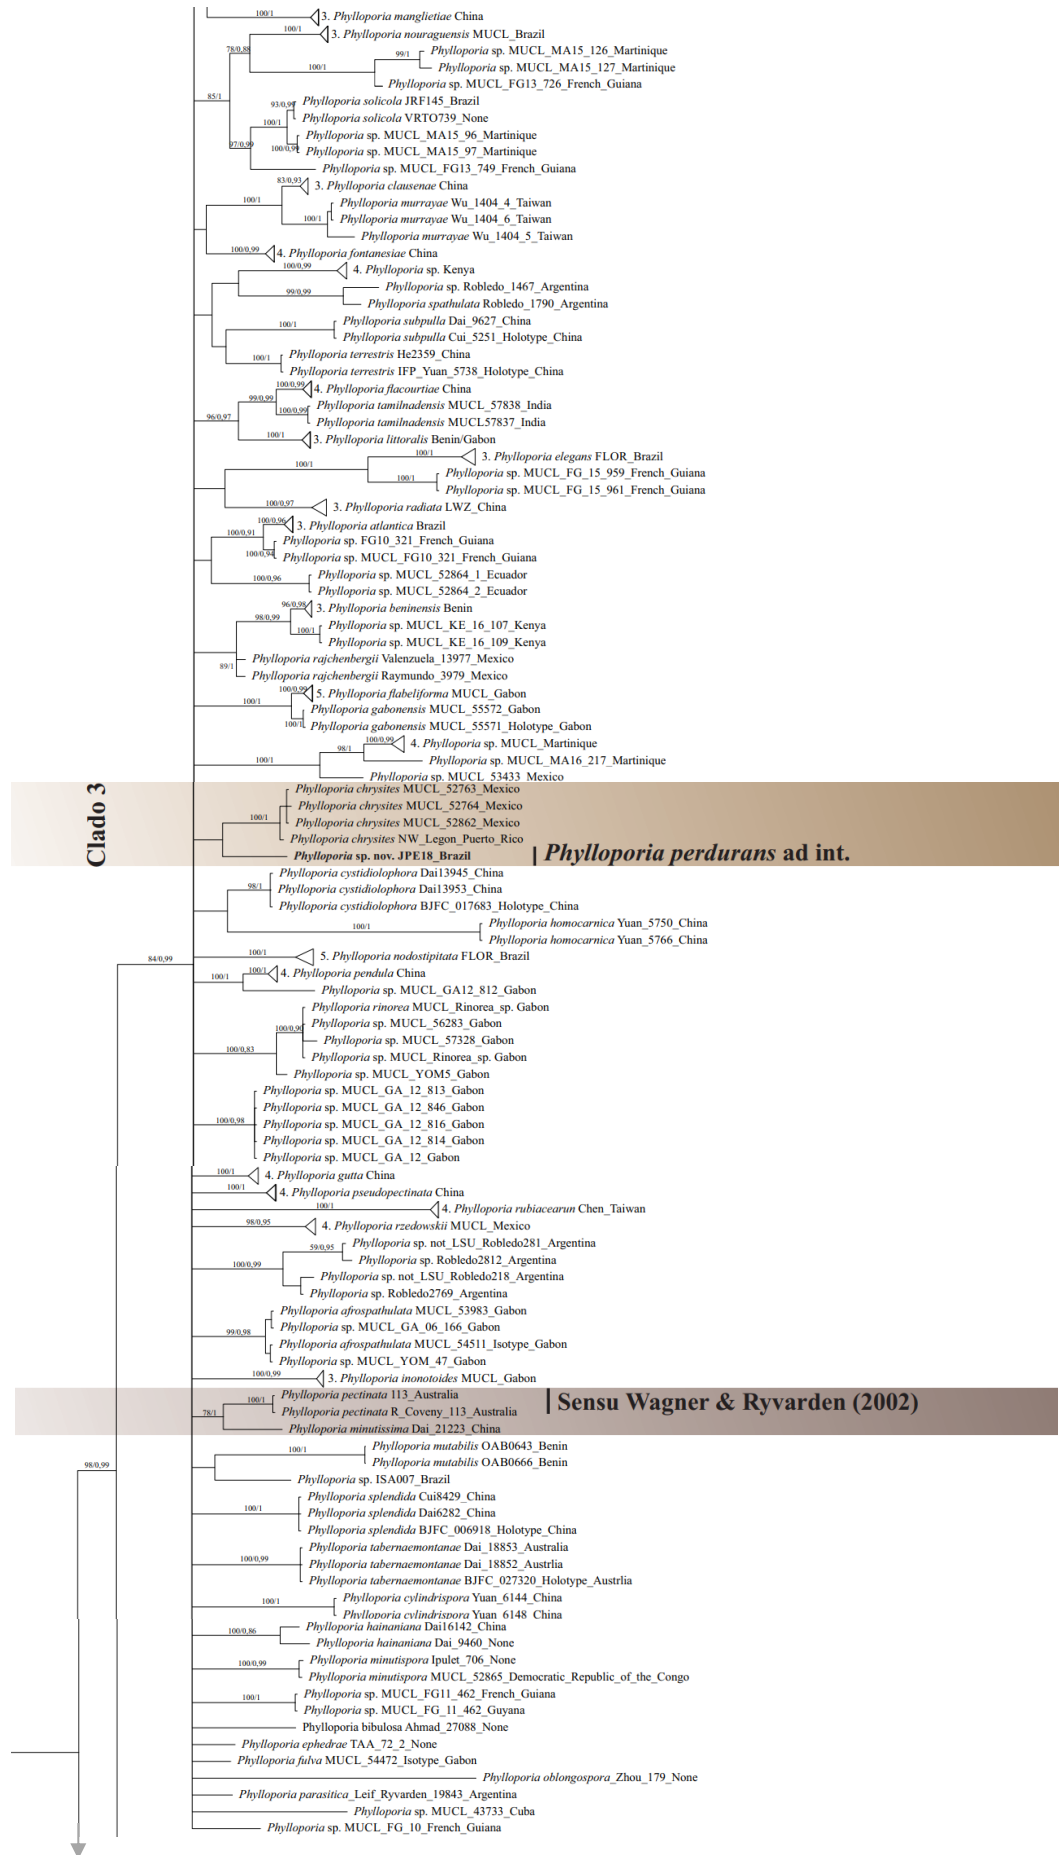 100/1
3. Phylloporia manglietiae China
100/1
3. Phylloporia nouraguensis MUCL_Brazil
78/0,88
99/1
Phylloporia sp. MUCL_MA15_126_Martinique
100/1
Phylloporia sp. MUCL_MA15_127_Martinique
Phylloporia sp. MUCL_FG13_726_French_Guiana
85/1
93/0,99
Phylloporia solicola JRF145_Brazil
100/1
Phylloporia solicola VRTO739_None
Phylloporia sp. MUCL_MA15_96_Martinique
97/0,99
100/0,99
Phylloporia sp. MUCL_MA15_97_Martinique
Phylloporia sp. MUCL_FG13_749_French_Guiana
83/0,93
3. Phylloporia clausenae China
100/1
Phylloporia murrayae Wu_1404_4_Taiwan
100/1
Phylloporia murrayae Wu_1404_6_Taiwan
Phylloporia murrayae Wu_1404_5_Taiwan
100/0,99
4. Phylloporia fontanesiae China
100/0,99
4. Phylloporia sp. Kenya
Phylloporia sp. Robledo_1467_Argentina
99/0,99
Phylloporia spathulata Robledo_1790_Argentina
100/1
Phylloporia subpulla Dai_9627_China
Phylloporia subpulla Cui_5251_Holotype_China
100/1
Phylloporia terrestris He2359_China
Phylloporia terrestris IFP_Yuan_5738_Holotype_China
100/0,99
4. Phylloporia flacourtiae China
99/0,99
Phylloporia tamilnadensis MUCL_57838_India
96/0,97
100/0,99
Phylloporia tamilnadensis MUCL57837_India
100/1
3. Phylloporia littoralis Benin/Gabon
100/1
3. Phylloporia elegans FLOR_Brazil
100/1
100/1
Phylloporia sp. MUCL_FG_15_959_French_Guiana
Phylloporia sp. MUCL_FG_15_961_French_Guiana
100/0,97
3. Phylloporia radiata LWZ_China
100/0,96
3. Phylloporia atlantica Brazil
100/0,91
Phylloporia sp. FG10_321_French_Guiana
100/0,94
Phylloporia sp. MUCL_FG10_321_French_Guiana
100/0,96
Phylloporia sp. MUCL_52864_1_Ecuador
Phylloporia sp. MUCL_52864_2_Ecuador
96/0,98
3. Phylloporia beninensis Benin
98/0,99
Phylloporia sp. MUCL_KE_16_107_Kenya
100/1
Phylloporia sp. MUCL_KE_16_109_Kenya
89/1
Phylloporia rajchenbergii Valenzuela_13977_Mexico
Phylloporia rajchenbergii Raymundo_3979_Mexico
100/0,99
5. Phylloporia flabeliforma MUCL_Gabon
100/1
Phylloporia gabonensis MUCL_55572_Gabon
100/1
Phylloporia gabonensis MUCL_55571_Holotype_Gabon
100/0,99
4. Phylloporia sp. MUCL_Martinique
98/1
100/1
Phylloporia sp. MUCL_MA16_217_Martinique
Phylloporia sp. MUCL_53433_Mexico
Clado 3
Phylloporia chrysites MUCL_52763_Mexico
Phylloporia chrysites MUCL_52764_Mexico
100/1
Phylloporia chrysites MUCL_52862_Mexico
Phylloporia chrysites NW_Legon_Puerto_Rico
Phylloporia sp. nov. JPE18_Brazil
Phylloporia perdurans ad int.
Phylloporia cystidiolophora Dai13945_China
98/1
Phylloporia cystidiolophora Dai13953_China
Phylloporia cystidiolophora BJFC_017683_Holotype_China
100/1
Phylloporia homocarnica Yuan_5750_China
Phylloporia homocarnica Yuan_5766_China
84/0,99
100/1
5. Phylloporia nodostipitata FLOR_Brazil
100/1
100/1
4. Phylloporia pendula China
Phylloporia sp. MUCL_GA12_812_Gabon
Phylloporia rinorea MUCL_Rinorea_sp. Gabon
100/0,90
Phylloporia sp. MUCL_56283_Gabon
Phylloporia sp. MUCL_57328_Gabon
100/0,83
Phylloporia sp. MUCL_Rinorea_sp. Gabon
Phylloporia sp. MUCL_YOM5_Gabon
Phylloporia sp. MUCL_GA_12_813_Gabon
Phylloporia sp. MUCL_GA_12_846_Gabon
100/0,98
Phylloporia sp. MUCL_GA_12_816_Gabon
Phylloporia sp. MUCL_GA_12_814_Gabon
Phylloporia sp. MUCL_GA_12_Gabon
100/1
4. Phylloporia gutta China
100/1
4. Phylloporia pseudopectinata China
100/1
4. Phylloporia rubiacearun Chen_Taiwan
98/0,95
4. Phylloporia rzedowskii MUCL_Mexico
59/0,95
Phylloporia sp. not_LSU_Robledo281_Argentina
Phylloporia sp. Robledo2812_Argentina
100/0,99
Phylloporia sp. not_LSU_Robledo218_Argentina
Phylloporia sp. Robledo2769_Argentina
Phylloporia afrospathulata MUCL_53983_Gabon
99/0,98
Phylloporia sp. MUCL_GA_06_166_Gabon
Phylloporia afrospathulata MUCL_54511_Isotype_Gabon
Phylloporia sp. MUCL_YOM_47_Gabon
100/0,99
3. Phylloporia inonotoides MUCL_Gabon
100/1
Phylloporia pectinata 113_Australia
78/1
Phylloporia pectinata R_Coveny_113_Australia
Phylloporia minutissima Dai_21223_China
Sensu Wagner & Ryvarden (2002)
98/0,99
100/1
Phylloporia mutabilis OAB0643_Benin
Phylloporia mutabilis OAB0666_Benin
Phylloporia sp. ISA007_Brazil
Phylloporia splendida Cui8429_China
100/1
Phylloporia splendida Dai6282_China
Phylloporia splendida BJFC_006918_Holotype_China
Phylloporia tabernaemontanae Dai_18853_Australia
100/0,99
Phylloporia tabernaemontanae Dai_18852_Austrlia
Phylloporia tabernaemontanae BJFC_027320_Holotype_Austrlia
100/1
Phylloporia cylindrispora Yuan_6144_China
Phylloporia cylindrispora Yuan_6148_China
100/0,86
Phylloporia hainaniana Dai16142_China
Phylloporia hainaniana Dai_9460_None
100/0,99
Phylloporia minutispora Ipulet_706_None
Phylloporia minutispora MUCL_52865_Democratic_Republic_of_the_Congo
100/1
Phylloporia sp. MUCL_FG11_462_French_Guiana
Phylloporia sp. MUCL_FG_11_462_Guyana
Phylloporia bibulosa Ahmad_27088_None
Phylloporia ephedrae TAA_72_2_None
Phylloporia fulva MUCL_54472_Isotype_Gabon
Phylloporia oblongospora_Zhou_179_None
Phylloporia parasitica_Leif_Ryvarden_19843_Argentina
Phylloporia sp. MUCL_43733_Cuba
Phylloporia sp. MUCL_FG_10_French_Guiana